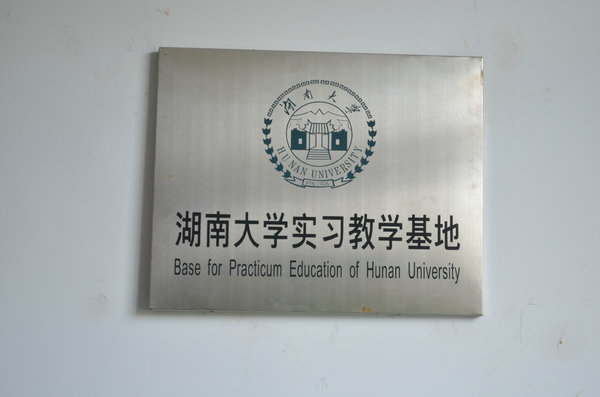 湖南大学
HUNAN UNIVERSITY
湖南大学实习教学基地
Base for Practicum Education of Hunan University